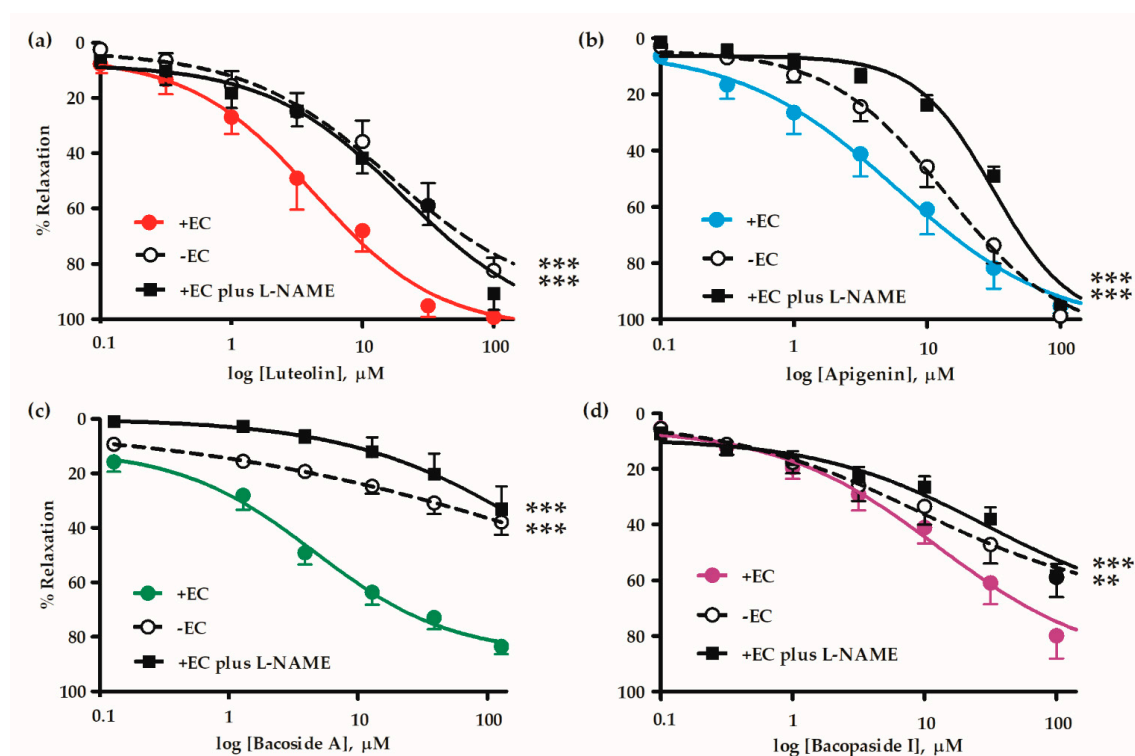 (a)
% Relaxation
0
20
40
60
80
100
+EC
-EC
+EC plus L-NAME
***
***
0.1 1 10 100
log [Luteolin], μM
(b)
0
20
40
60
80
100
+EC
-EC
+EC plus L-NAME
***
***
0.1 1 10 100
log [Apigenin], μM
(c)
% Relaxation
0
20
40
60
80
100
+EC
-EC
+EC plus L-NAME
***
***
0.1 1 10 100
log [Bacoside A], μM
(d)
0
20
40
60
80
100
+EC
-EC
+EC plus L-NAME
***
**
0.1 1 10 100
log [Bacopaside I], μM